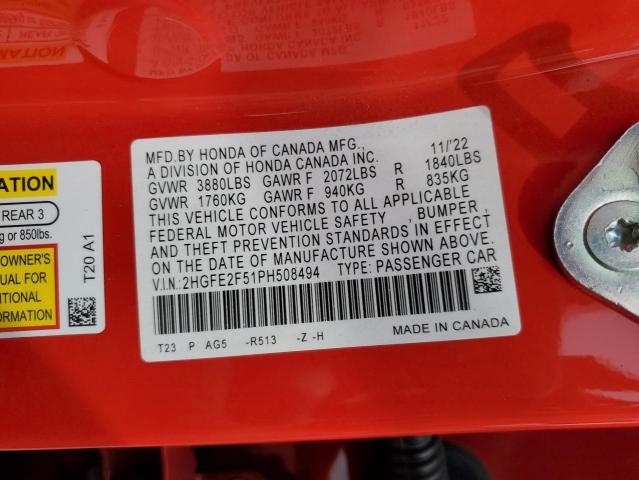 MFD.BY HONDA OF CANADA MFG., 11/'22
A DIVISION OF HONDA CANADA INC.
GVWR 3880LBS GAWR F 2072LBS R 1840LBS
GVWR 1760KG GAWR F 940KG R 835KG
THIS VEHICLE CONFORMS TO ALL APPLICABLE
FEDERAL MOTOR VEHICLE SAFETY , BUMPER ,
AND THEFT PREVENTION STANDARDS IN EFFECT
ON THE DATE OF MANUFACTURE SHOWN ABOVE.
V.I.N.:2HGFE2F51PH508494 TYPE: PASSENGER CAR
T23 P AG5 -R513 -Z -H MADE IN CANADA
ATION
REAR 3
g or 850lbs.
OWNER'S
UAL FOR
ITIONAL
RMATION
T20 A1